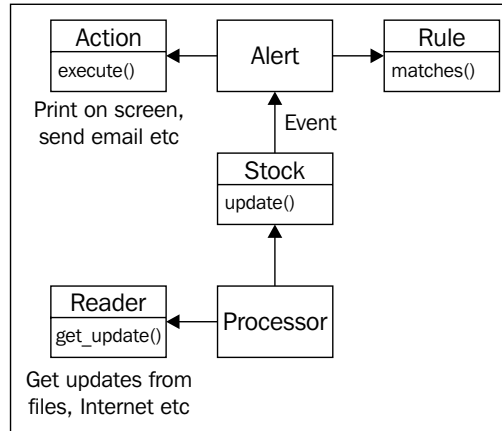 Action
execute()
Print on screen,
send email etc
Alert
Rule
matches()
Event
Stock
update()
Reader
get_update()
Get updates from
files, Internet etc
Processor